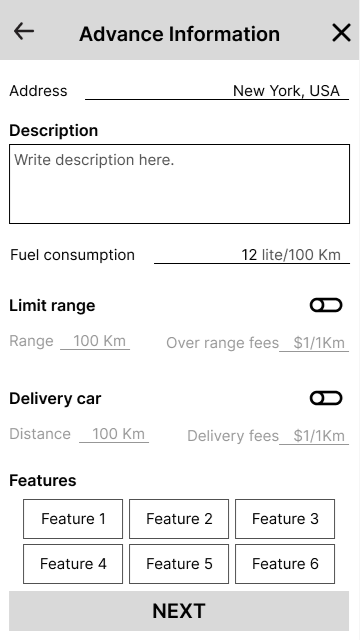 Advance Information
Address New York, USA
Description
Write description here.
Fuel consumption 12 lite/100 Km
Limit range
Range 100 Km Over range fees $1/1Km
Delivery car
Distance 100 Km Delivery fees $1/1Km
Features
Feature 1 Feature 2 Feature 3
Feature 4 Feature 5 Feature 6
NEXT